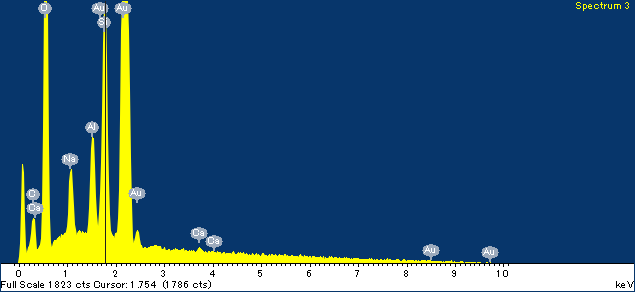 Spectrum 3
O Au Au
Si
Al
Na
C
Ca
Au
Ca
Ca
Au
Au
0 1 2 3 4 5 6 7 8 9 10
Full Scale 1823 cts Cursor: 1.754 (1786 cts) keV